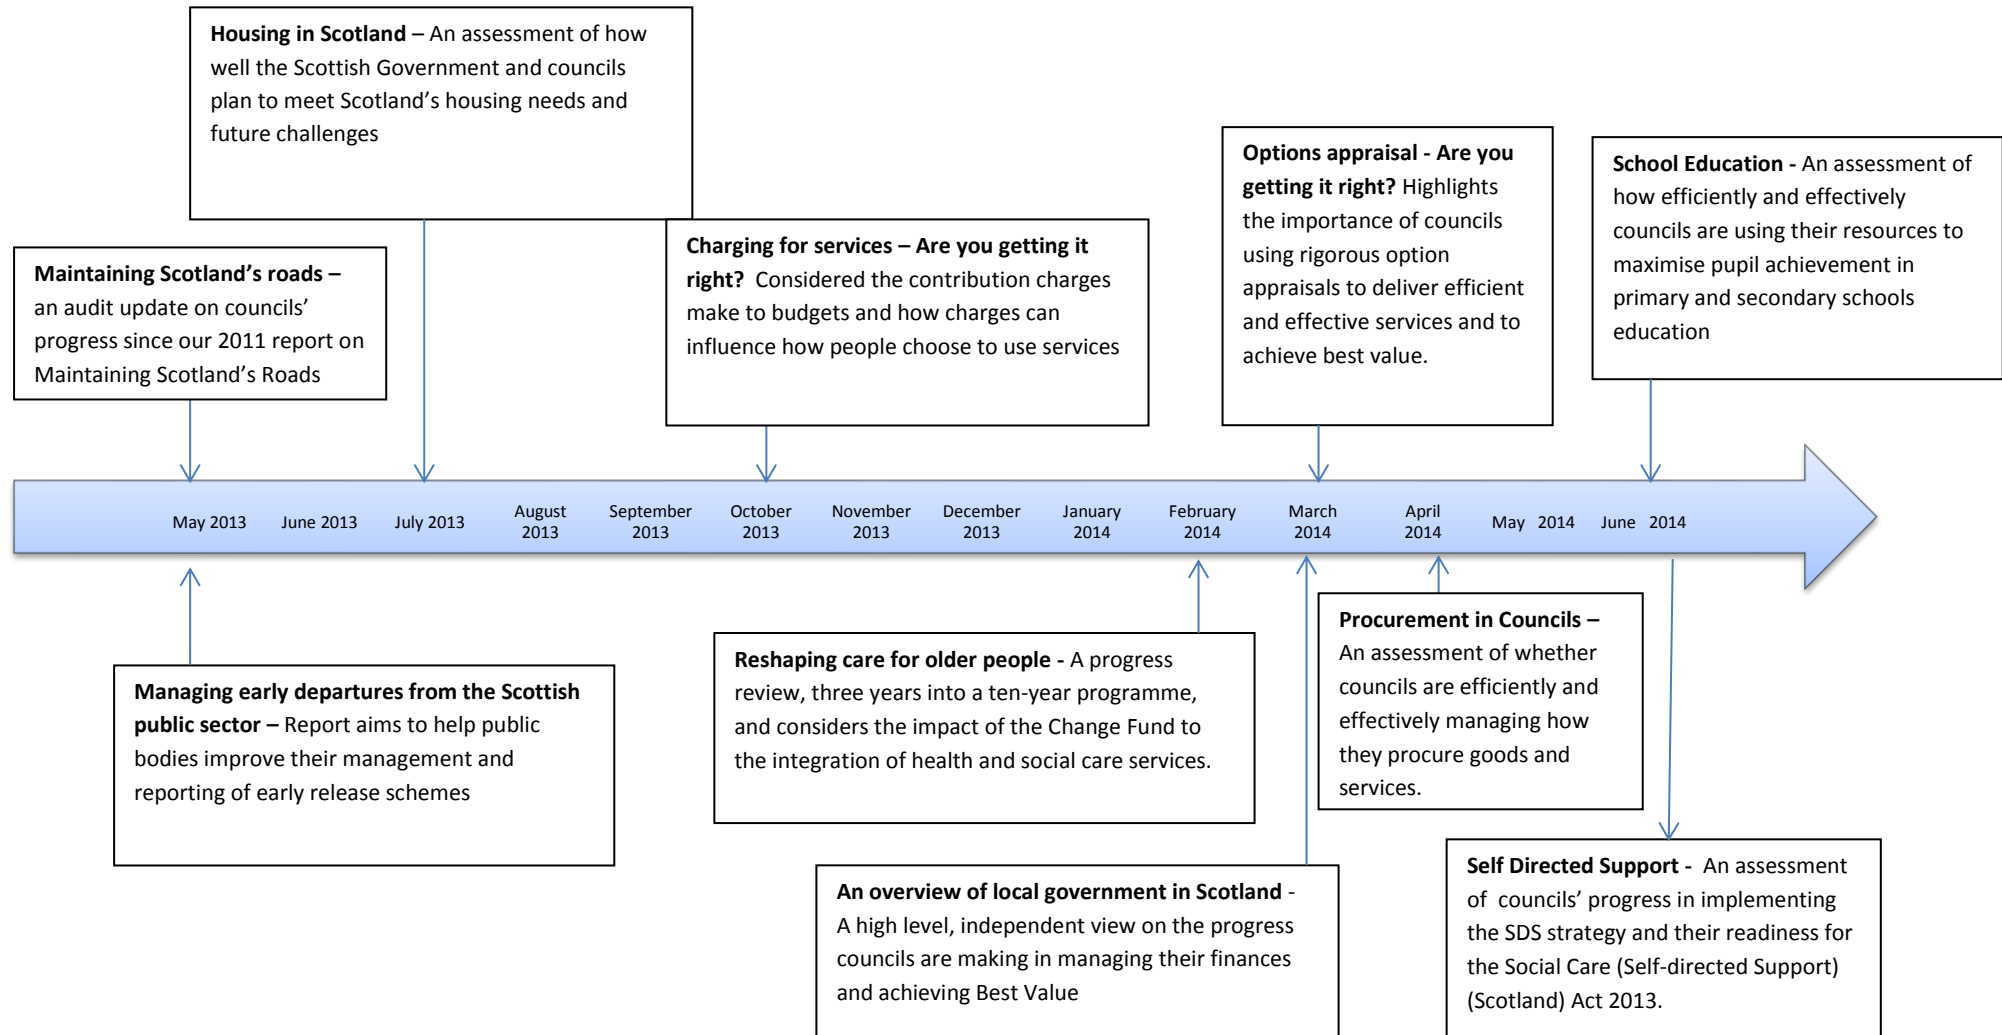 Housing in Scotland – An assessment of how
well the Scottish Government and councils
plan to meet Scotland’s housing needs and
future challenges
Maintaining Scotland’s roads –
an audit update on councils’
progress since our 2011 report on
Maintaining Scotland’s Roads
Charging for services – Are you getting it
right? Considered the contribution charges
make to budgets and how charges can
influence how people choose to use services
Options appraisal - Are you
getting it right? Highlights
the importance of councils
using rigorous option
appraisals to deliver efficient
and effective services and to
achieve best value.
School Education - An assessment of
how efficiently and effectively
councils are using their resources to
maximise pupil achievement in
primary and secondary schools
education
May 2013
June 2013
July 2013
August
2013
September
2013
October
2013
November
2013
December
2013
January
2014
February
2014
March
2014
April
2014
May 2014
June 2014
Managing early departures from the Scottish
public sector – Report aims to help public
bodies improve their management and
reporting of early release schemes
Reshaping care for older people - A progress
review, three years into a ten-year programme,
and considers the impact of the Change Fund to
the integration of health and social care services.
An overview of local government in Scotland -
A high level, independent view on the progress
councils are making in managing their finances
and achieving Best Value
Procurement in Councils –
An assessment of whether
councils are efficiently and
effectively managing how
they procure goods and
services.
Self Directed Support - An assessment
of councils’ progress in implementing
the SDS strategy and their readiness for
the Social Care (Self-directed Support)
(Scotland) Act 2013.